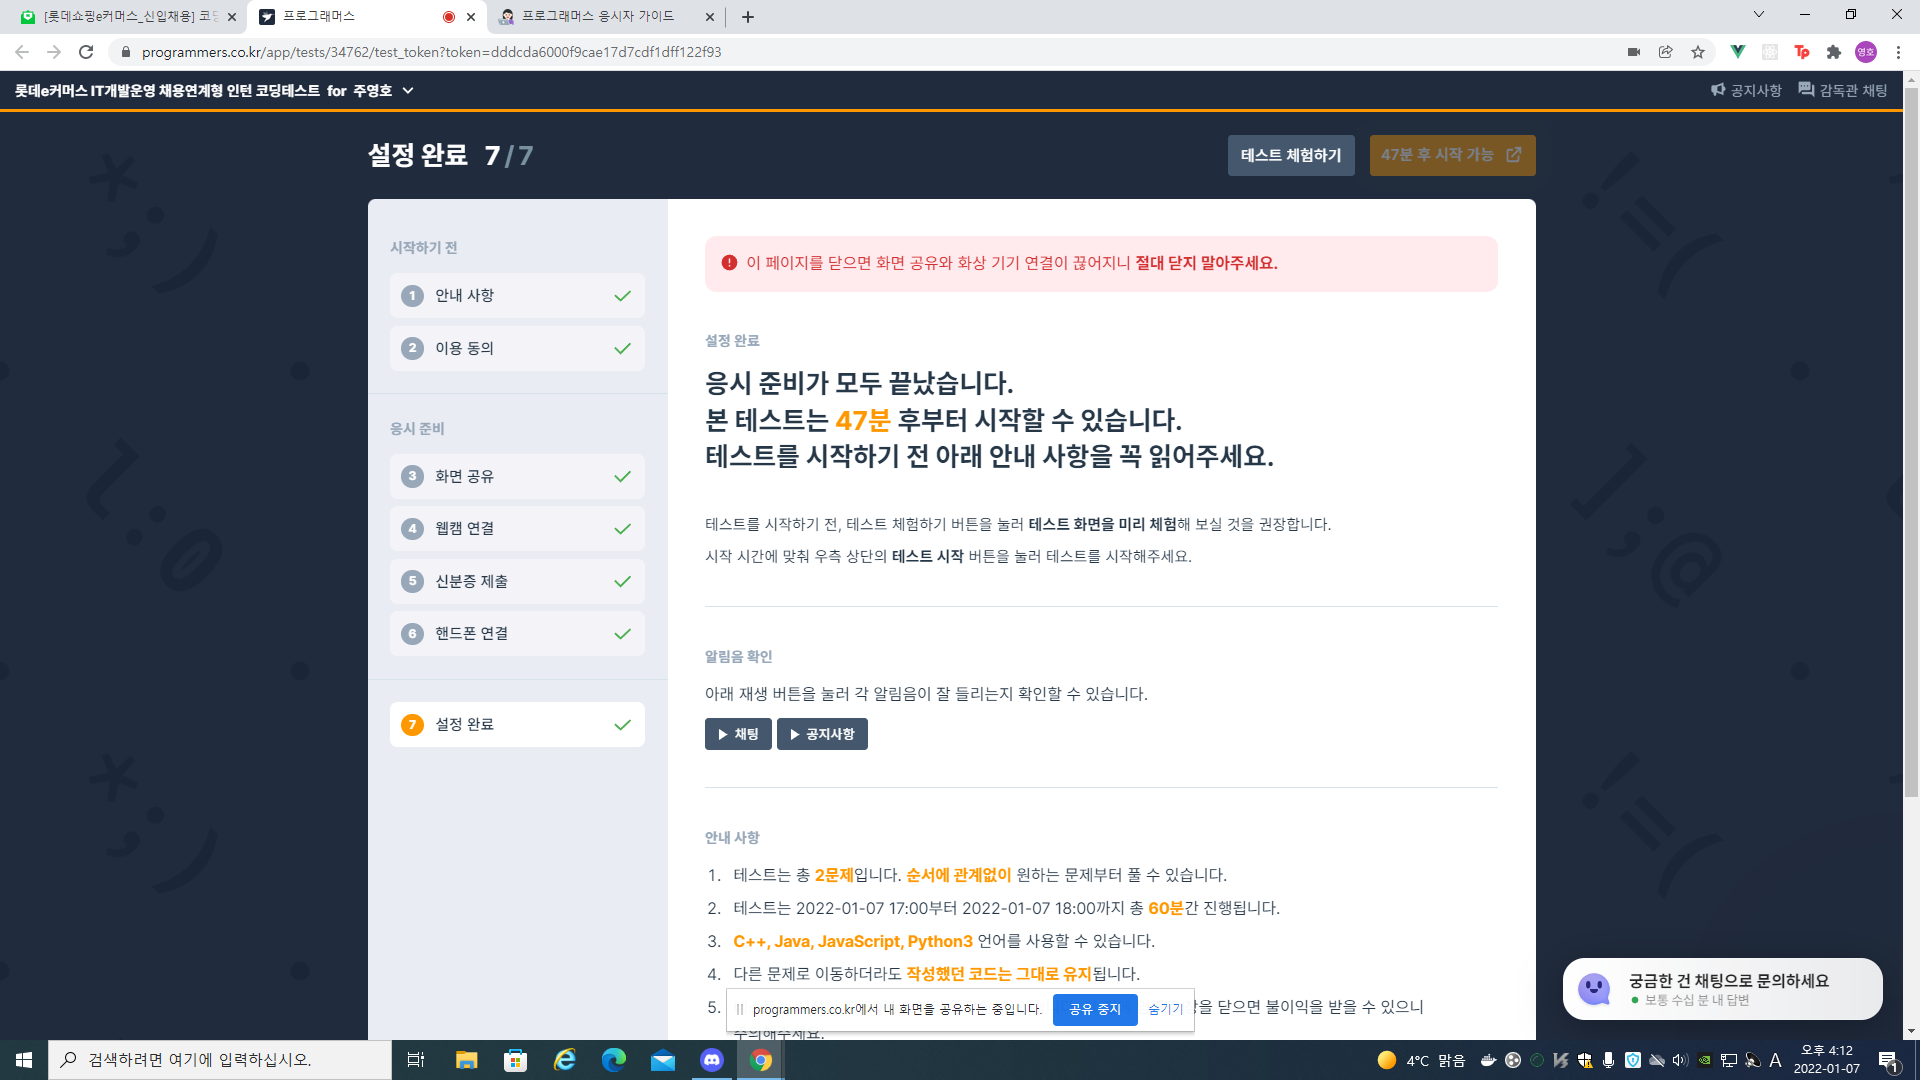 [롯데쇼핑e커머스_신입채용] 코딩
프로그래머스
프로그래머스 응시자 가이드
programmers.co.kr/app/tests/34762/test_token?token=dddcda6000f9cae17d7cdf1dff122f93
영호
롯데e커머스 IT개발운영 채용연계형 인턴 코딩테스트 for 주영호
공지사항
감독관 채팅
설정 완료 7 / 7
테스트 체험하기
47분 후 시작 가능
시작하기 전
1 안내 사항
2 이용 동의
응시 준비
3 화면 공유
4 웹캠 연결
5 신분증 제출
6 핸드폰 연결
7 설정 완료
이 페이지를 닫으면 화면 공유와 화상 기기 연결이 끊어지니 절대 닫지 말아주세요.
설정 완료
응시 준비가 모두 끝났습니다.
본 테스트는 47분 후부터 시작할 수 있습니다.
테스트를 시작하기 전 아래 안내 사항을 꼭 읽어주세요.
테스트를 시작하기 전, 테스트 체험하기 버튼을 눌러 테스트 화면을 미리 체험해 보실 것을 권장합니다.
시작 시간에 맞춰 우측 상단의 테스트 시작 버튼을 눌러 테스트를 시작해주세요.
알림음 확인
아래 재생 버튼을 눌러 각 알림음이 잘 들리는지 확인할 수 있습니다.
▶ 채팅
▶ 공지사항
안내 사항
1. 테스트는 총 2문제입니다. 순서에 관계없이 원하는 문제부터 풀 수 있습니다.
2. 테스트는 2022-01-07 17:00부터 2022-01-07 18:00까지 총 60분간 진행됩니다.
3. C++, Java, JavaScript, Python3 언어를 사용할 수 있습니다.
4. 다른 문제로 이동하더라도 작성했던 코드는 그대로 유지됩니다.
5. 닫으면 불이익을 받을 수 있으니
주의해주세요.
programmers.co.kr에서 내 화면을 공유하는 중입니다.
공유 중지
숨기기
궁금한 건 채팅으로 문의하세요
보통 수십 분 내 답변
검색하려면 여기에 입력하십시오.
4°C 맑음
A
오후 4:12
2022-01-07
1